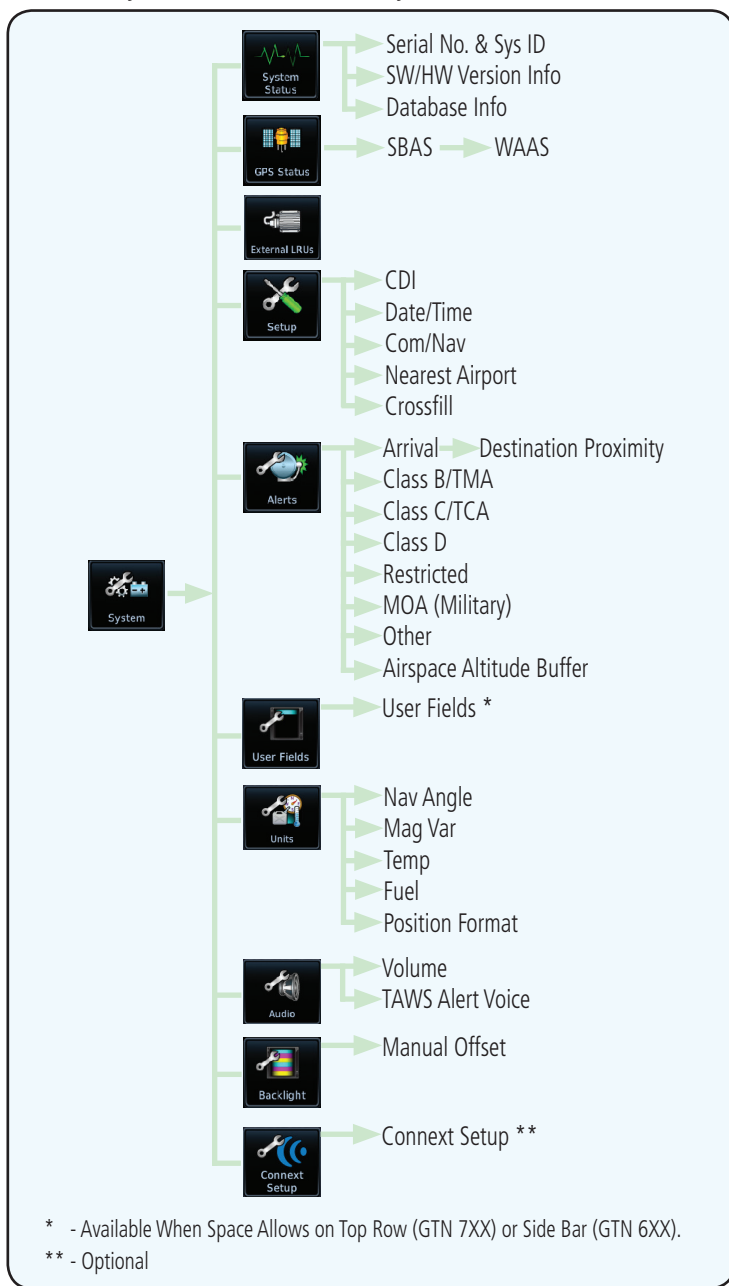 System
Status
Serial No. & Sys ID
SW/HW Version Info
Database Info
GPS Status
SBAS
WAAS
External LRUs
Setup
CDI
Date/Time
Com/Nav
Nearest Airport
Crossfill
Alerts
Arrival
Destination Proximity
Class B/TMA
Class C/TCA
Class D
Restricted
MOA (Military)
Other
Airspace Altitude Buffer
System
User Fields
User Fields *
Units
Nav Angle
Mag Var
Temp
Fuel
Position Format
Audio
Volume
TAWS Alert Voice
Backlight
Manual Offset
Connext
Setup
Connext Setup **
* - Available When Space Allows on Top Row (GTN 7XX) or Side Bar (GTN 6XX).
** - Optional